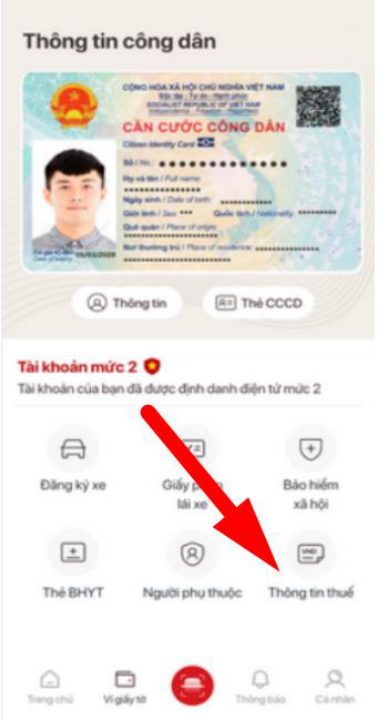 Thông tin công dân
CỘNG HÒA XÃ HỘI CHỦ NGHĨA VIỆT NAM
Độc lập - Tự do - Hạnh phúc
SOCIALIST REPUBLIC OF VIET NAM
Independence - Freedom - Happiness
CĂN CƯỚC CÔNG DÂN
Citizen Identity Card
Số / No.:
Họ và tên / Full name:
Ngày sinh / Date of birth:
Giới tính / Sex: *** Quốc tịch / Nationality:
Quê quán / Place of origin:
Nơi thường trú / Place of residence:
05/03/2029
Thông tin
Thẻ CCCD
Tài khoản mức 2
Tài khoản của bạn đã được định danh điện tử mức 2
Đăng ký xe
Giấy
lái xe
Bảo hiểm
xã hội
VND
Thẻ BHYT
Người phụ thuộc
Thông tin thuế
Trang chủ
Ví giấy tờ
Thông báo
Cá nhân